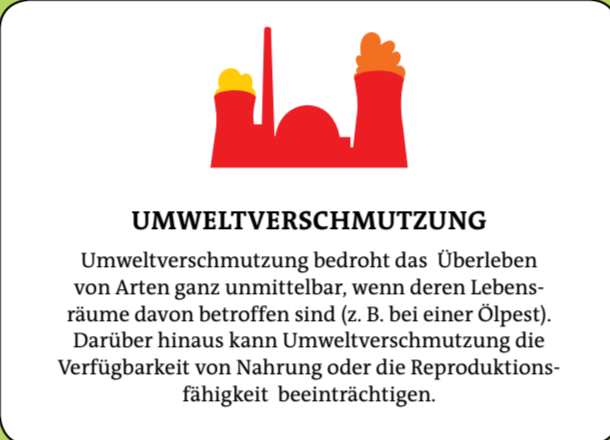 UMWELTVERSCHMUTZUNG
Umweltverschmutzung bedroht das Überleben
von Arten ganz unmittelbar, wenn deren Lebens-
räume davon betroffen sind (z. B. bei einer Ölpest).
Darüber hinaus kann Umweltverschmutzung die
Verfügbarkeit von Nahrung oder die Reproduktions-
fähigkeit beeinträchtigen.